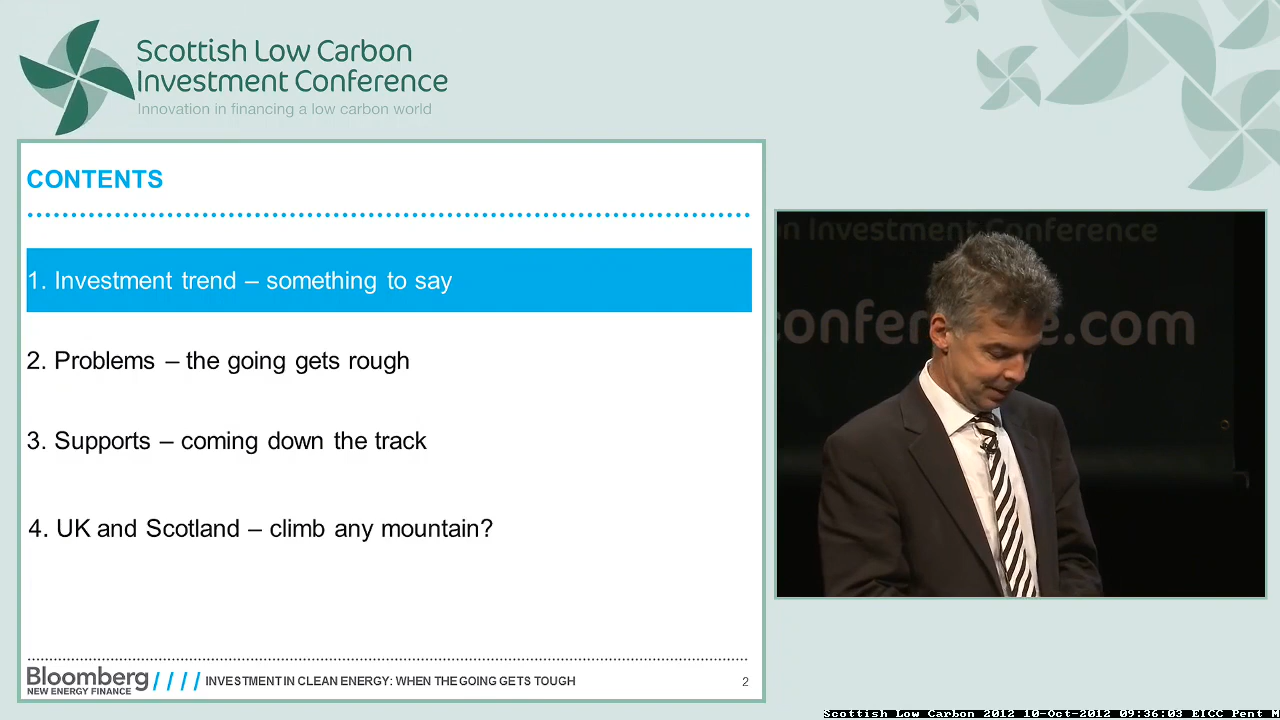 Scottish Low Carbon
Investment Conference
Innovation in financing a low carbon world
CONTENTS
1. Investment trend – something to say
2. Problems – the going gets rough
3. Supports – coming down the track
4. UK and Scotland – climb any mountain?
Bloomberg
NEW ENERGY FINANCE
//// INVESTMENT IN CLEAN ENERGY: WHEN THE GOING GETS TOUGH
2
n Investment Conference
conference.com
Scottish Low Carbon 2012 10-Oct-2012 09:36:03 EICC Pent M